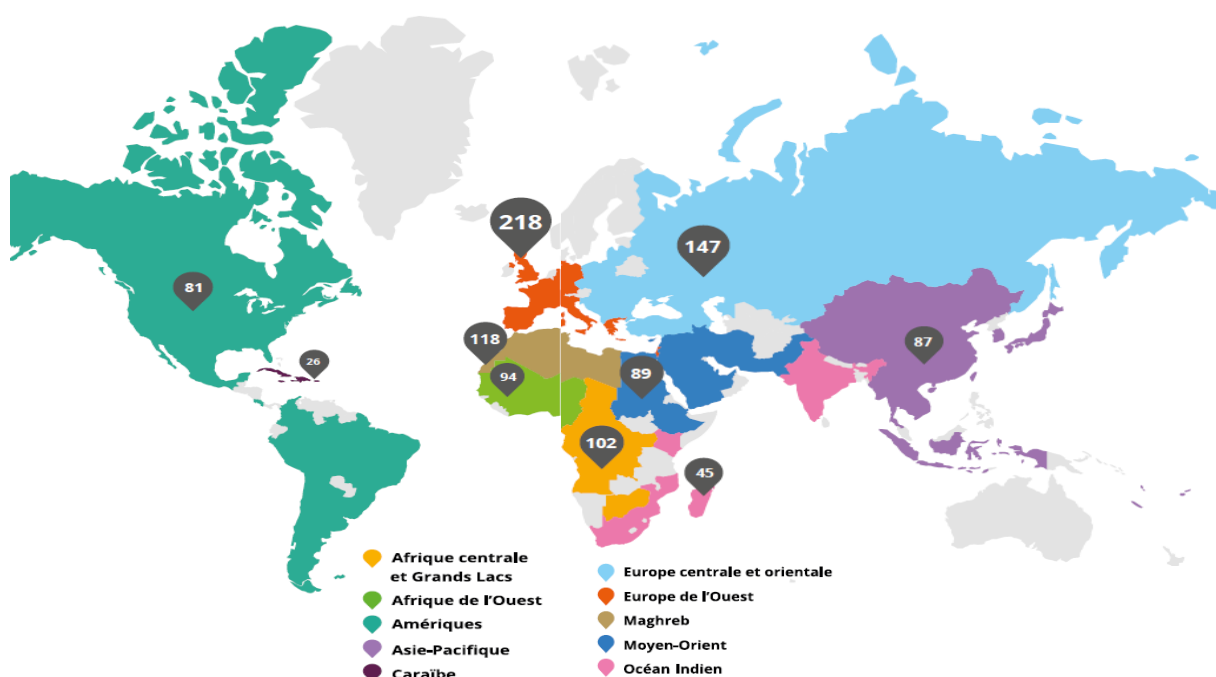 218
147
81
118
26
94
89
87
102
45
Afrique centrale
et Grands Lacs
Afrique de l'Ouest
Amériques
Asie-Pacifique
Caraïbe
Europe centrale et orientale
Europe de l'Ouest
Maghreb
Moyen-Orient
Océan Indien